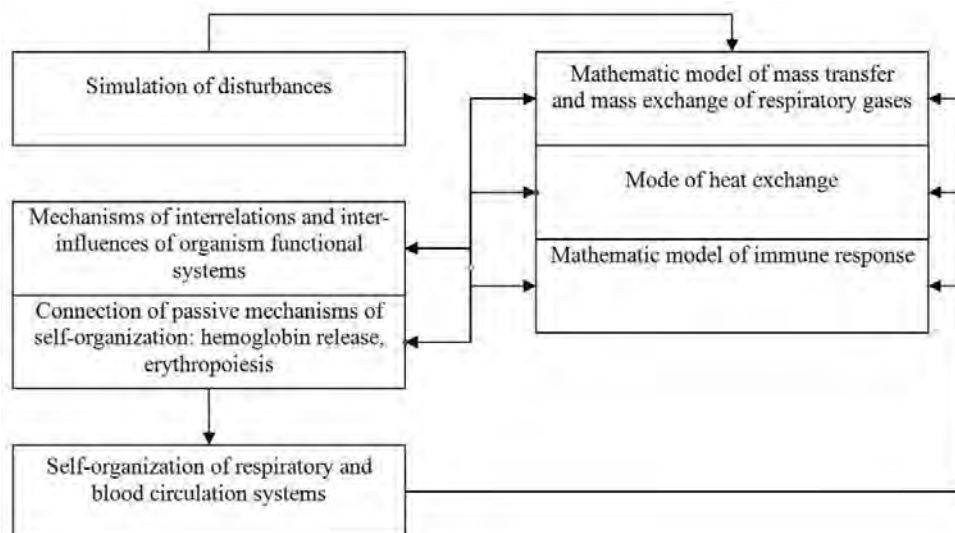 Simulation of disturbances
Mathematic model of mass transfer
and mass exchange of respiratory gases
Mode of heat exchange
Mathematic model of immune response
Mechanisms of interrelations and inter-
influences of organism functional
systems
Connection of passive mechanisms of
self-organization: hemoglobin release,
erythropoiesis
Self-organization of respiratory and
blood circulation systems